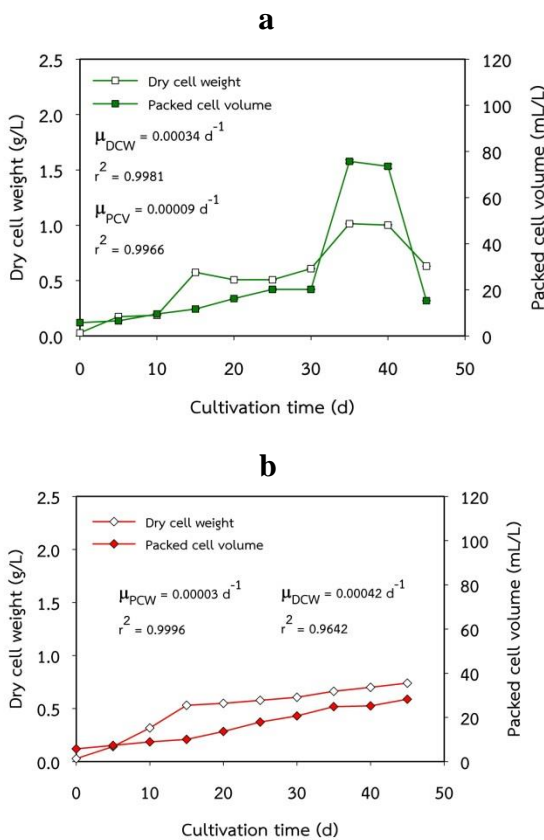 a
2.5
2.0
1.5
1.0
0.5
0.0
Dry cell weight (g/L)
Dry cell weight
Packed cell volume
μDCW = 0.00034 d⁻¹
r² = 0.9981
μPCV = 0.00009 d⁻¹
r² = 0.9966
120
100
80
60
40
20
0
Packed cell volume (mL/L)
0 10 20 30 40 50
Cultivation time (d)
b
2.5
2.0
1.5
1.0
0.5
0.0
Dry cell weight (g/L)
Dry cell weight
Packed cell volume
μPCW = 0.00003 d⁻¹ μDCW = 0.00042 d⁻¹
r² = 0.9996 r² = 0.9642
120
100
80
60
40
20
0
Packed cell volume (mL/L)
0 10 20 30 40 50
Cultivation time (d)